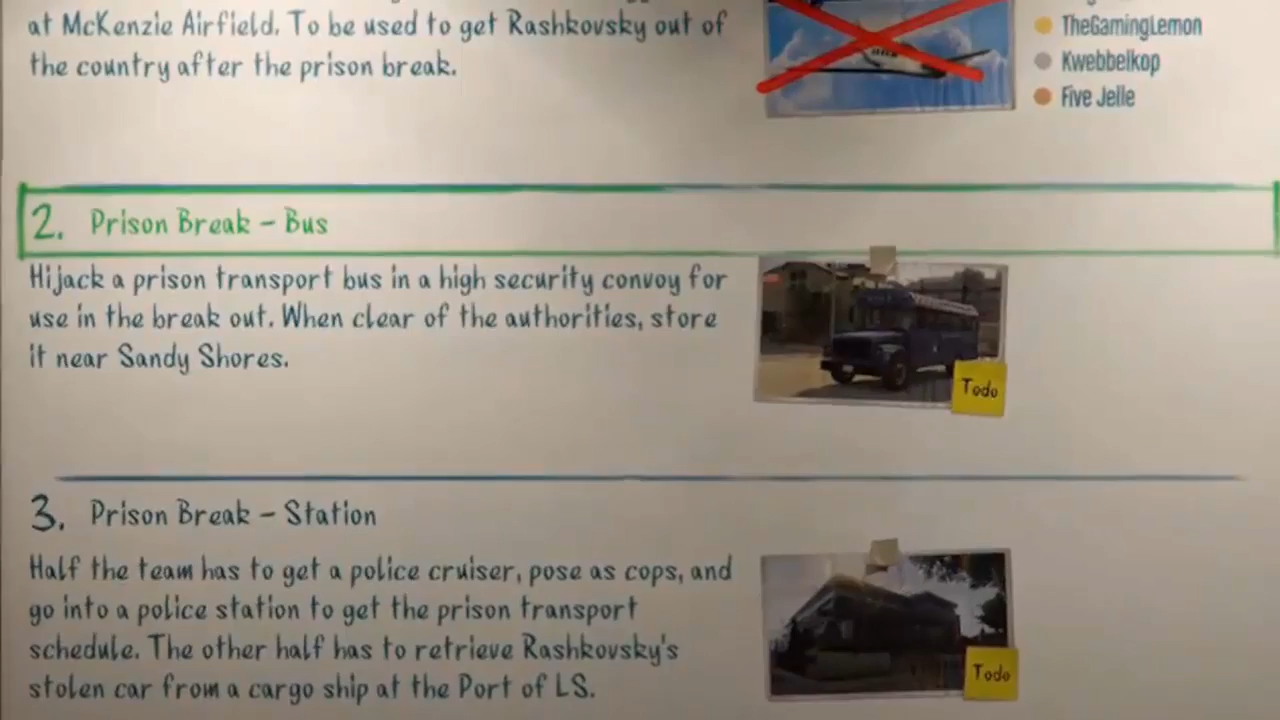 at McKenzie Airfield. To be used to get Rashkovsky out of
the country after the prison break.
TheGamingLemon
Kwebbelkop
Five Jelle
2. Prison Break - Bus
Hijack a prison transport bus in a high security convoy for
use in the break out. When clear of the authorities, store
it near Sandy Shores.
Todo
3. Prison Break - Station
Half the team has to get a police cruiser, pose as cops, and
go into a police station to get the prison transport
schedule. The other half has to retrieve Rashkovsky's
stolen car from a cargo ship at the Port of LS.
Todo